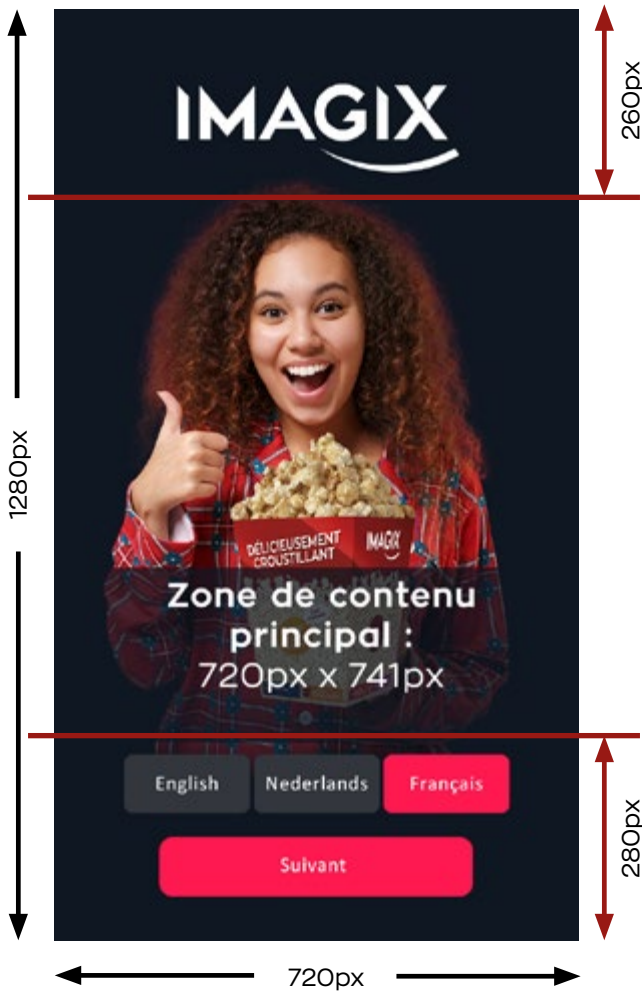 IMAGIX
260px
1280px
DÉLICIEUSEMENT
CROUSTILLANT
IMAGIX
Zone de contenu
principal :
720px x 741px
English Nederlands Français
Suivant
280px
720px